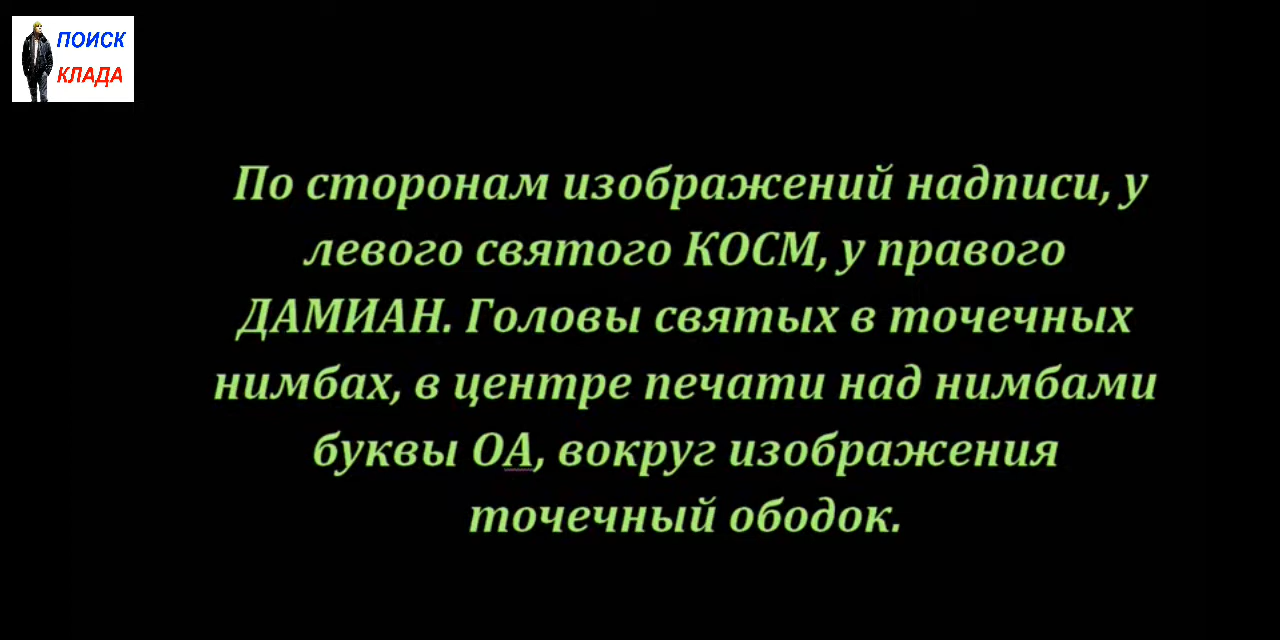 ПОИСК
КЛАДА
По сторонам изображений надписи, у
левого святого КОСМ, у правого
ДАМИАН. Головы святых в точечных
нимбах, в центре печати над нимбами
буквы ОА, вокруг изображения
точечный ободок.